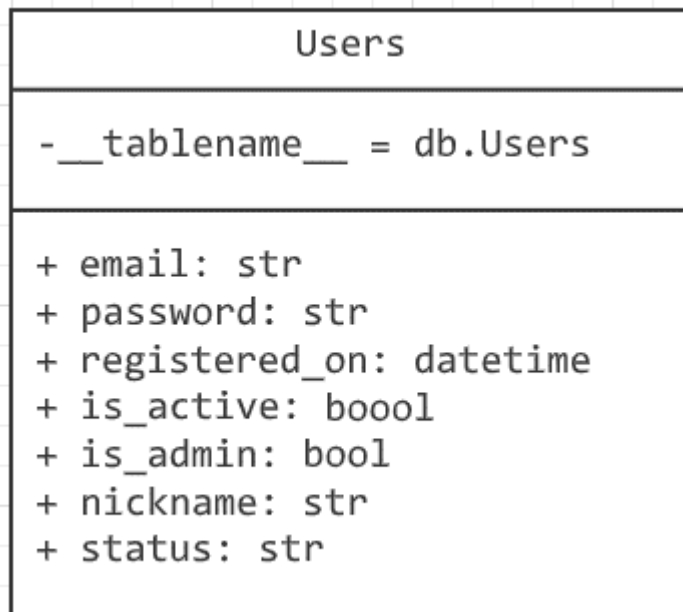 Users
-__tablename__ = db.Users
+ email: str
+ password: str
+ registered_on: datetime
+ is_active: boool
+ is_admin: bool
+ nickname: str
+ status: str